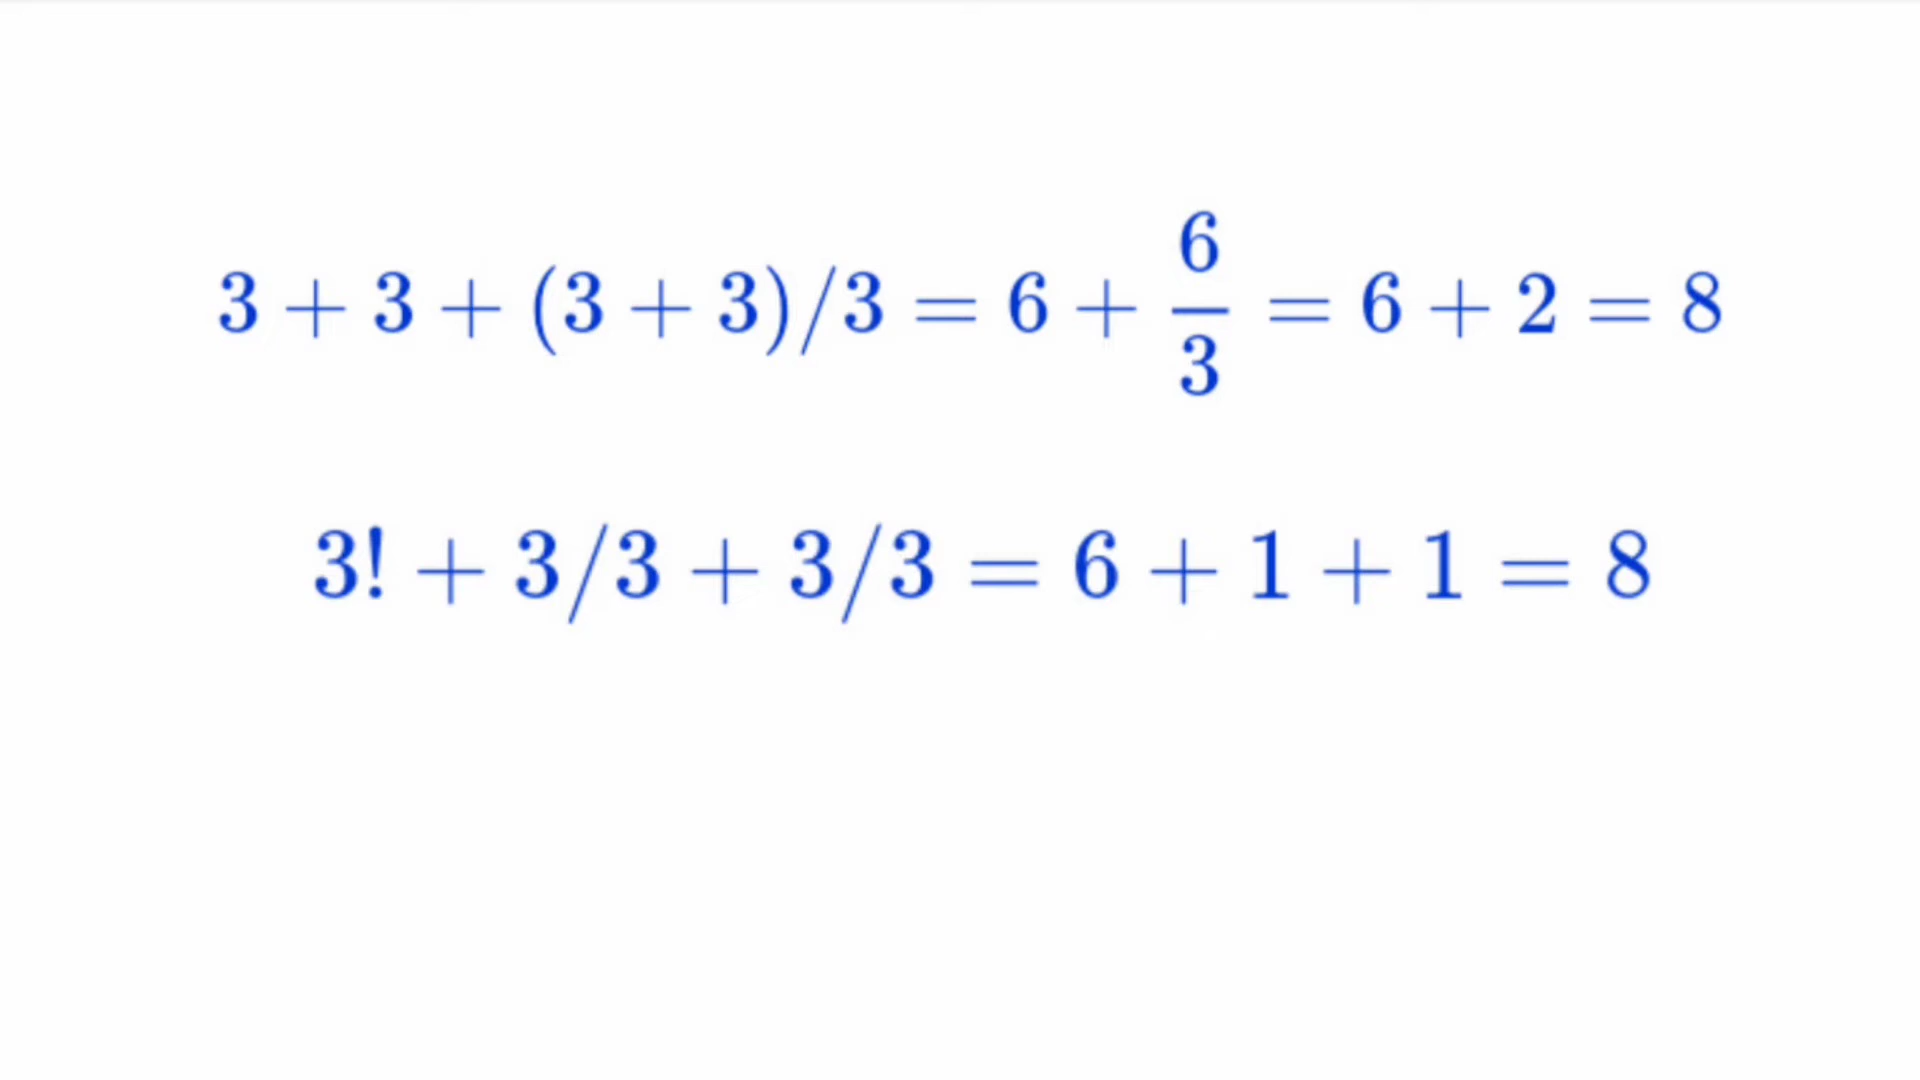 3 + 3 + (3 + 3)/3 = 6 + 6/3 = 6 + 2 = 8
3! + 3/3 + 3/3 = 6 + 1 + 1 = 8